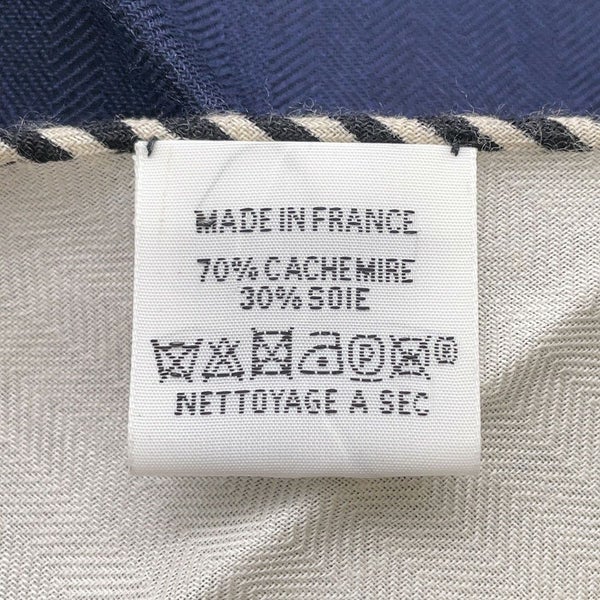 MADE IN FRANCE
70% CACHEMIRE
30% SOIE
P ®
NETTOYAGE A SEC